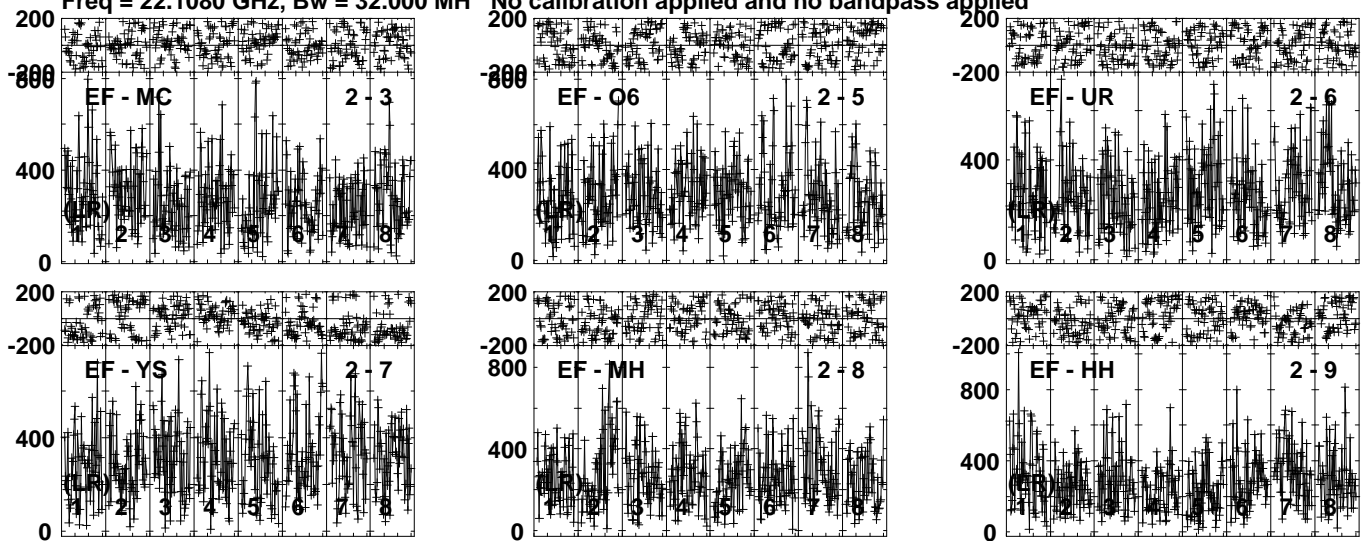 Freq = 22.1080 GHz, Bw = 32.000 MH No calibration applied and no bandpass applied
200
-200
800
400
0
EF - MC 2 - 3
(LR)
1 2 3 4 5 6 7 8
200
-200
800
400
0
EF - O6 2 - 5
(LR)
1 2 3 4 5 6 7 8
200
-200
400
0
EF - UR 2 - 6
(LR)
1 2 3 4 5 6 7 8
200
-200
400
0
EF - YS 2 - 7
(LR)
1 2 3 4 5 6 7 8
200
-200
800
400
0
EF - MH 2 - 8
(LR)
1 2 3 4 5 6 7 8
200
-200
800
400
0
EF - HH 2 - 9
(LR)
1 2 3 4 5 6 7 8